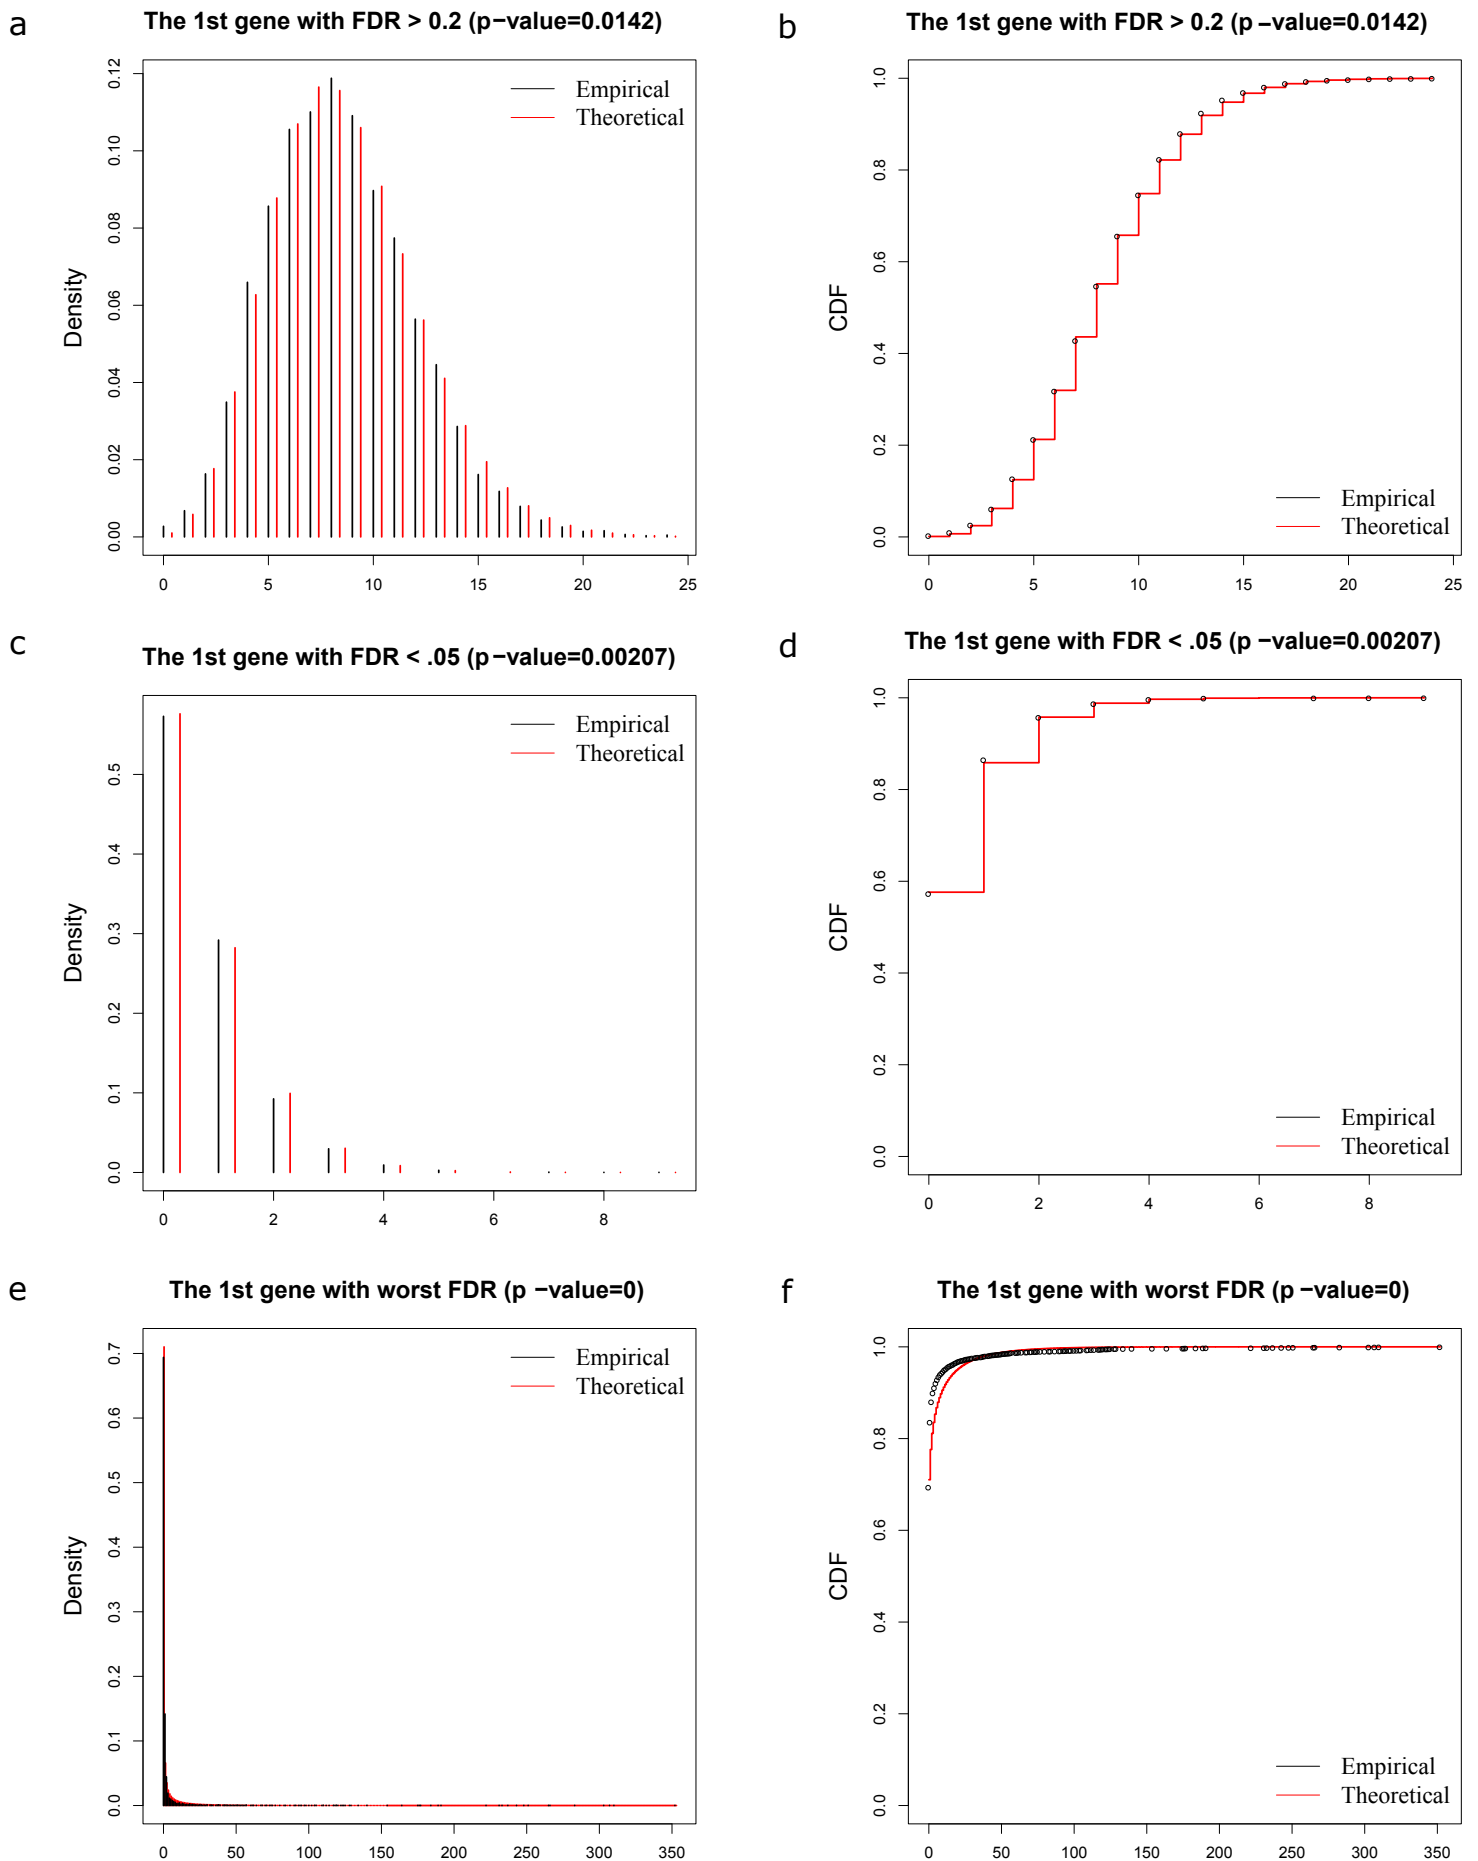 a
The 1st gene with FDR > 0.2 (p−value=0.0142)
Density
0.12
0.10
0.08
0.06
0.04
0.02
0.00
Empirical
Theoretical
0 5 10 15 20 25
b
The 1st gene with FDR > 0.2 (p −value=0.0142)
CDF
1.0
0.8
0.6
0.4
0.2
0.0
Empirical
Theoretical
0 5 10 15 20 25
c
The 1st gene with FDR < .05 (p −value=0.00207)
Density
0.5
0.4
0.3
0.2
0.1
0.0
Empirical
Theoretical
0 2 4 6 8
d
The 1st gene with FDR < .05 (p −value=0.00207)
CDF
1.0
0.8
0.6
0.4
0.2
0.0
Empirical
Theoretical
0 2 4 6 8
e
The 1st gene with worst FDR (p −value=0)
Density
0.7
0.6
0.5
0.4
0.3
0.2
0.1
0.0
Empirical
Theoretical
0 50 100 150 200 250 300 350
f
The 1st gene with worst FDR (p −value=0)
CDF
1.0
0.8
0.6
0.4
0.2
0.0
Empirical
Theoretical
0 50 100 150 200 250 300 350